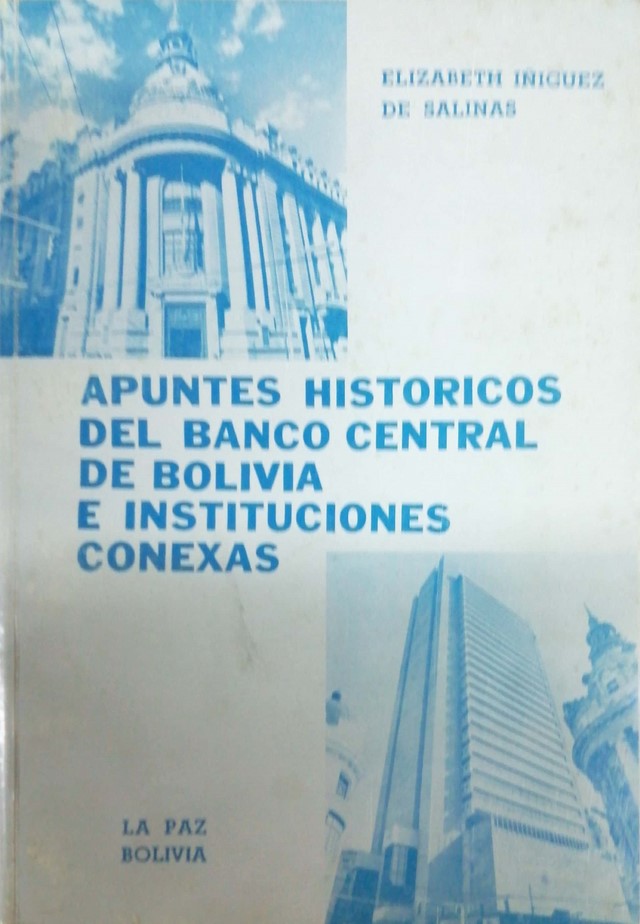 ELIZABETH IÑIGUEZ
DE SALINAS
APUNTES HISTORICOS
DEL BANCO CENTRAL
DE BOLIVIA
E INSTITUCIONES
CONEXAS
LA PAZ
BOLIVIA